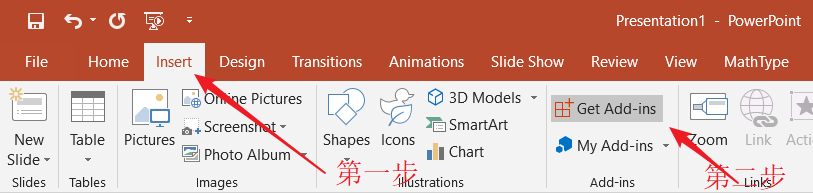 Presentation1 - PowerPoint
File Home Insert Design Transitions Animations Slide Show Review View MathType
New Slide
Slides
Table
Tables
Pictures
Online Pictures
Screenshot
Photo Album
Images
第一步
Shapes
Icons
3D Models
SmartArt
Chart
Illustrations
Get Add-ins
My Add-ins
Add-ins
Zoom
Link
Acti
Links
第二步